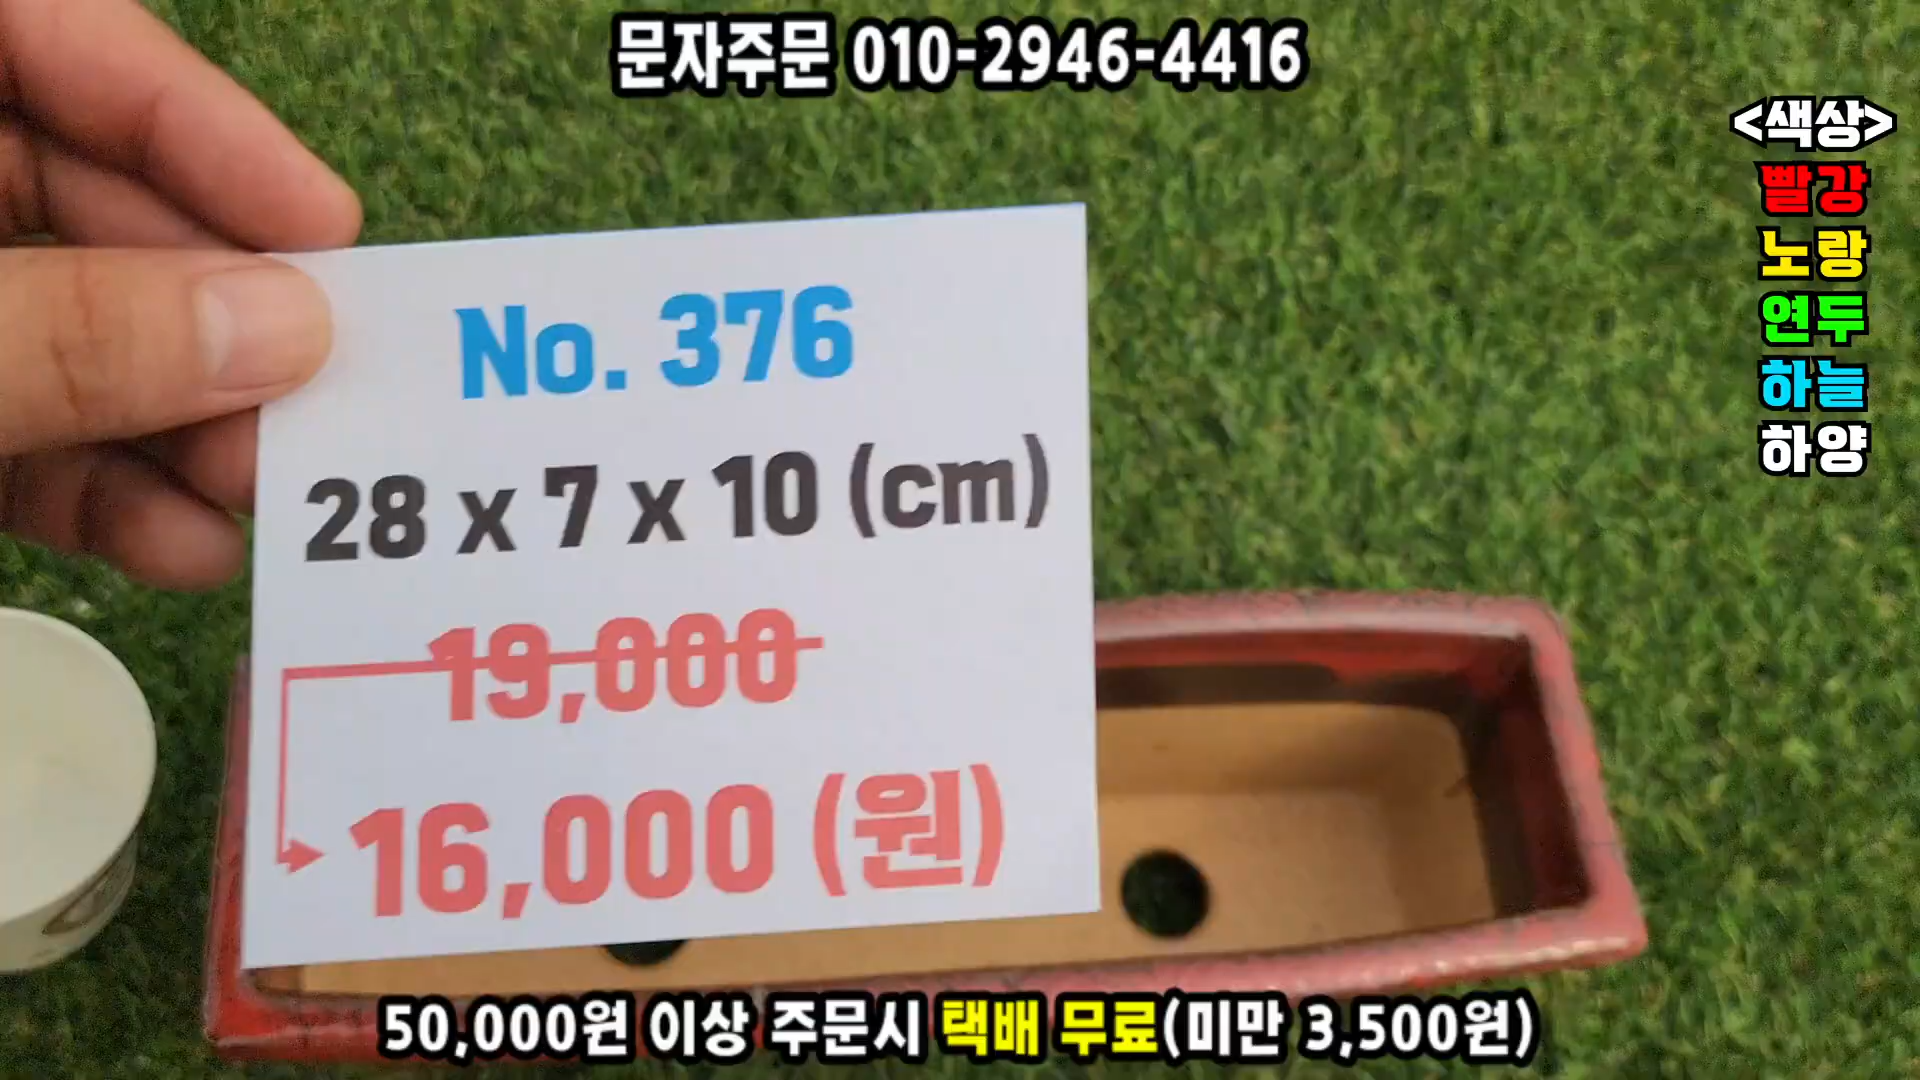 문자주문 010-2946-4416
<색상>
빨강
노랑
연두
하늘
하양
No. 376
28 x 7 x 10 (cm)
19,000
16,000 (원)
50,000원 이상 주문시 택배 무료(미만 3,500원)